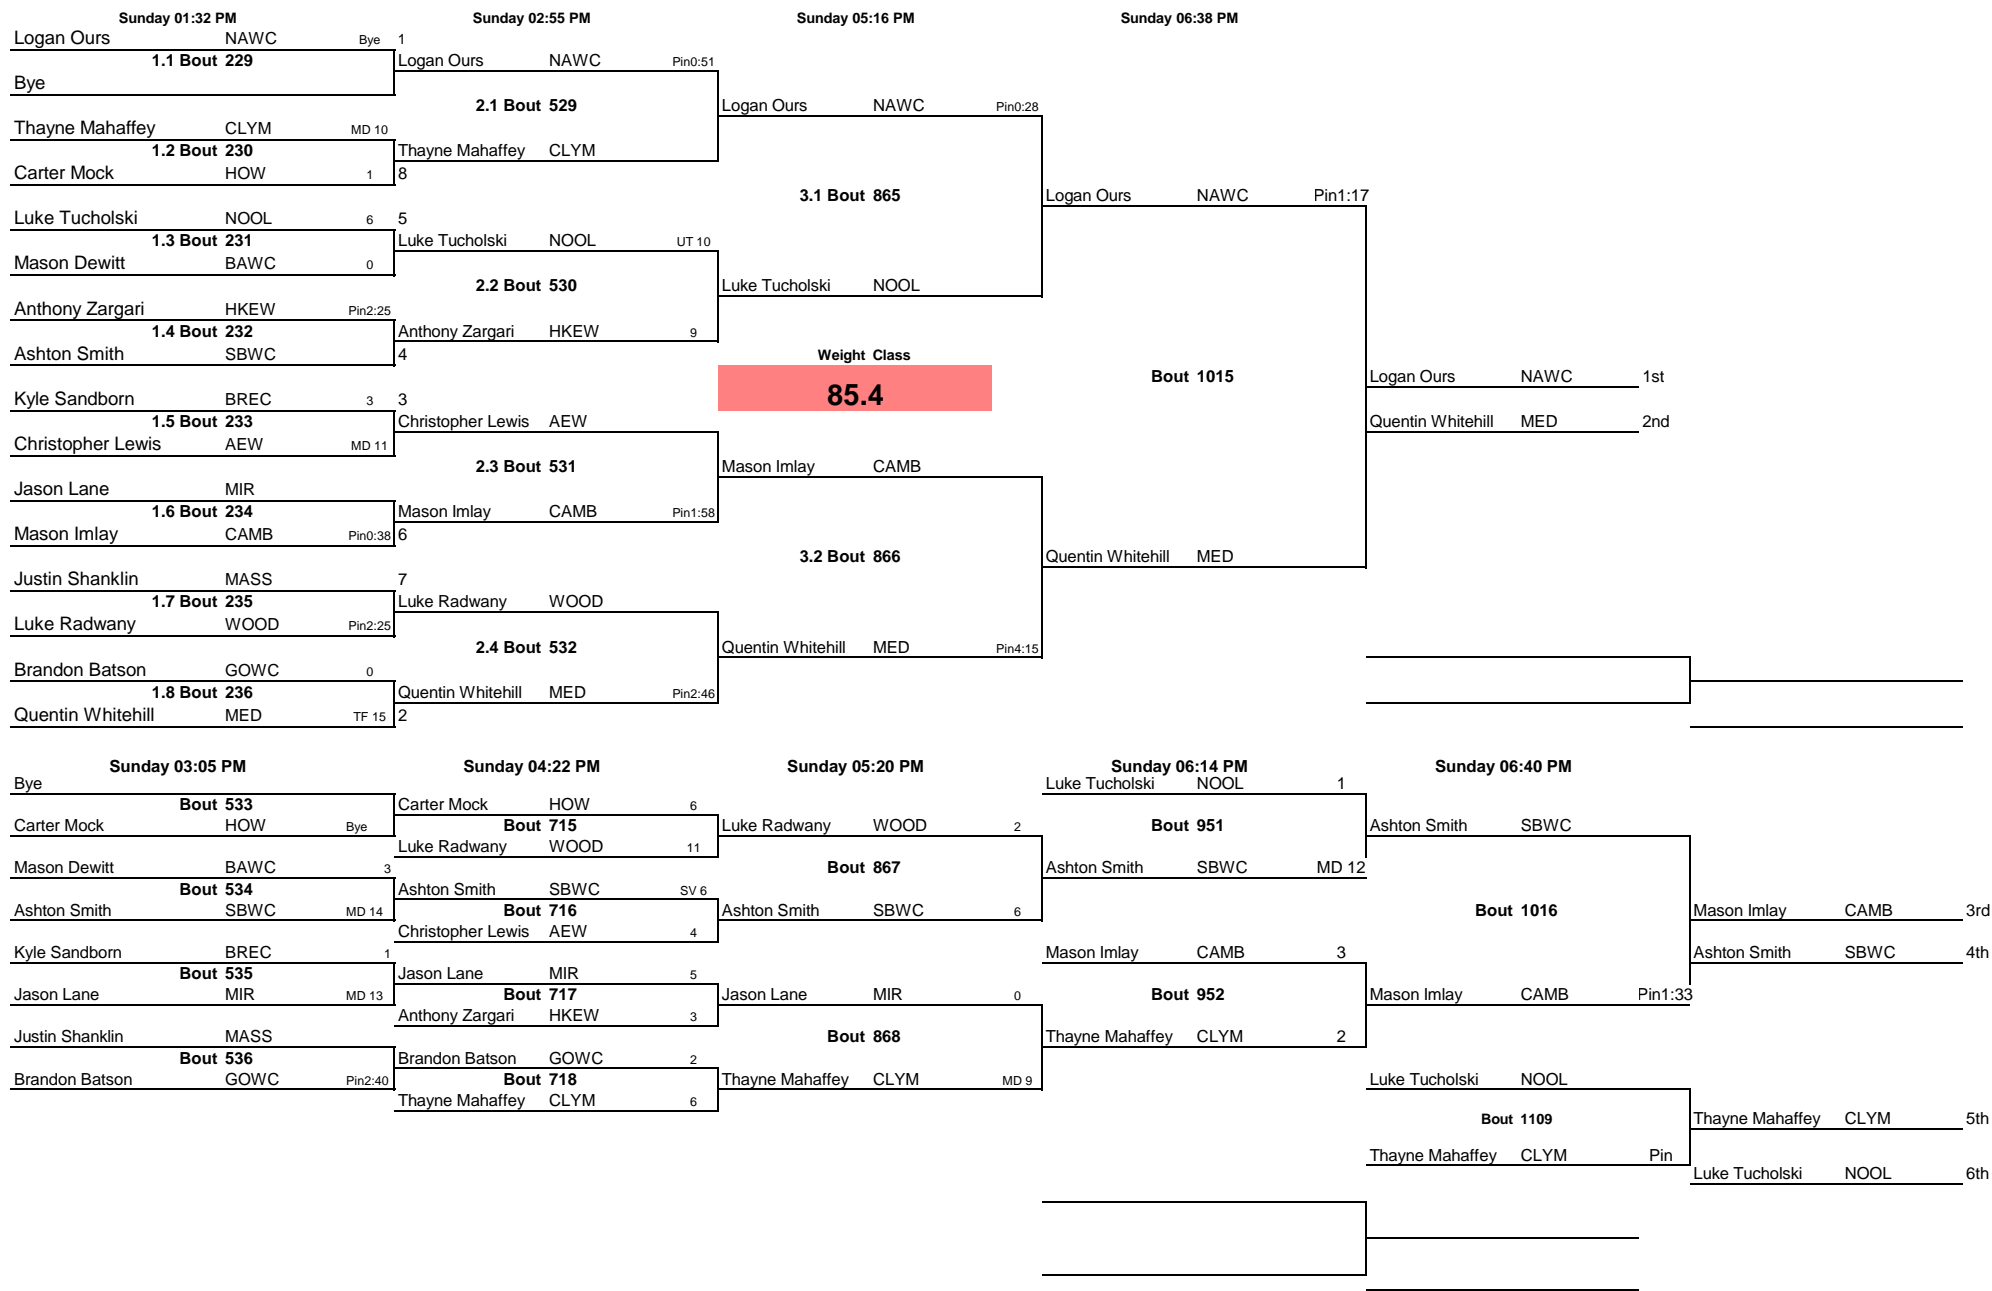 Sunday 01:32 PM Sunday 02:55 PM Sunday 05:16 PM Sunday 06:38 PM
Logan Ours NAWC Bye 1
1.1 Bout 229 Logan Ours NAWC Pin0:51
Bye
2.1 Bout 529 Logan Ours NAWC Pin0:28
Thayne Mahaffey CLYM MD 10
1.2 Bout 230 Thayne Mahaffey CLYM
Carter Mock HOW 1 8
3.1 Bout 865 Logan Ours NAWC Pin1:17
Luke Tucholski NOOL 6 5
1.3 Bout 231 Luke Tucholski NOOL UT 10
Mason Dewitt BAWC 0
2.2 Bout 530 Luke Tucholski NOOL
Anthony Zargari HKEW Pin2:25
1.4 Bout 232 Anthony Zargari HKEW 9
Ashton Smith SBWC 4 Weight Class
Bout 1015 Logan Ours NAWC 1st
85.4
Kyle Sandborn BREC 3 3
1.5 Bout 233 Christopher Lewis AEW Quentin Whitehill MED 2nd
Christopher Lewis AEW MD 11
2.3 Bout 531 Mason Imlay CAMB
Jason Lane MIR
1.6 Bout 234 Mason Imlay CAMB Pin1:58
Mason Imlay CAMB Pin0:38 6
3.2 Bout 866 Quentin Whitehill MED
Justin Shanklin MASS 7
1.7 Bout 235 Luke Radwany WOOD
Luke Radwany WOOD Pin2:25
2.4 Bout 532 Quentin Whitehill MED Pin4:15
Brandon Batson GOWC 0
1.8 Bout 236 Quentin Whitehill MED Pin2:46
Quentin Whitehill MED TF 15 2
Sunday 03:05 PM Sunday 04:22 PM Sunday 05:20 PM Sunday 06:14 PM Sunday 06:40 PM
Bye Luke Tucholski NOOL 1
Bout 533 Carter Mock HOW 6
Carter Mock HOW Bye Bout 715 Luke Radwany WOOD 2 Bout 951 Ashton Smith SBWC
Luke Radwany WOOD 11
Mason Dewitt BAWC 3 Bout 867 Ashton Smith SBWC MD 12
Bout 534 Ashton Smith SBWC SV 6
Ashton Smith SBWC MD 14 Bout 716 Ashton Smith SBWC 6 Bout 1016 Mason Imlay CAMB 3rd
Christopher Lewis AEW 4
Kyle Sandborn BREC 1 Mason Imlay CAMB 3 Ashton Smith SBWC 4th
Bout 535 Jason Lane MIR 5
Jason Lane MIR MD 13 Bout 717 Jason Lane MIR 0 Bout 952 Mason Imlay CAMB Pin1:33
Anthony Zargari HKEW 3
Justin Shanklin MASS Bout 868 Thayne Mahaffey CLYM 2
Bout 536 Brandon Batson GOWC 2
Brandon Batson GOWC Pin2:40 Bout 718 Thayne Mahaffey CLYM MD 9 Luke Tucholski NOOL
Thayne Mahaffey CLYM 6
Bout 1109 Thayne Mahaffey CLYM 5th
Thayne Mahaffey CLYM Pin
Luke Tucholski NOOL 6th